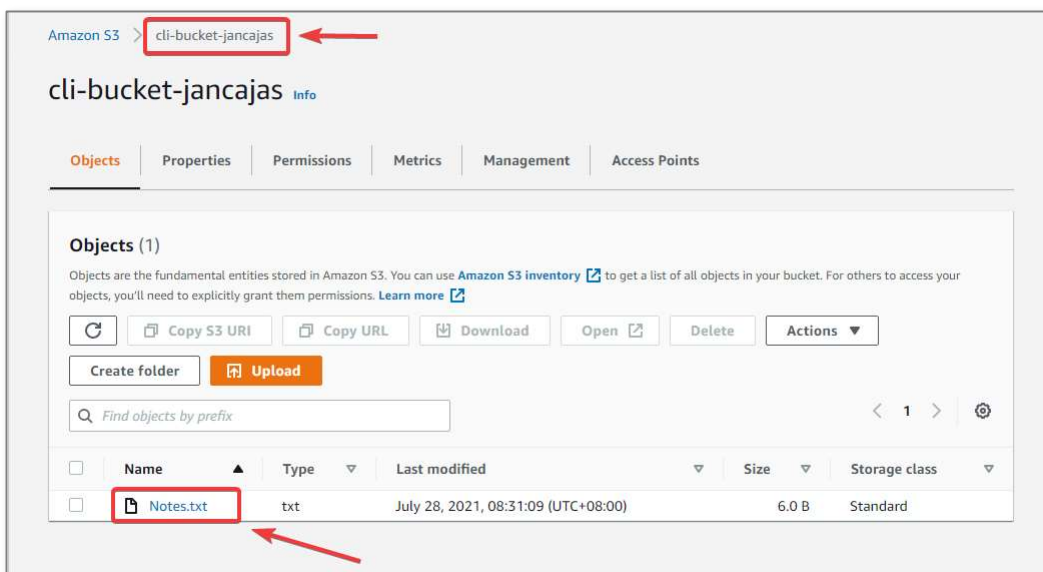 Amazon S3 > cli-bucket-jancajas
cli-bucket-jancajas Info
Objects Properties Permissions Metrics Management Access Points
Objects (1)
Objects are the fundamental entities stored in Amazon S3. You can use Amazon S3 inventory to get a list of all objects in your bucket. For others to access your
objects, you'll need to explicitly grant them permissions. Learn more
Copy S3 URI Copy URL Download Open Delete Actions
Create folder Upload
Find objects by prefix 1
Name Type Last modified Size Storage class
Notes.txt txt July 28, 2021, 08:31:09 (UTC+08:00) 6.0 B Standard